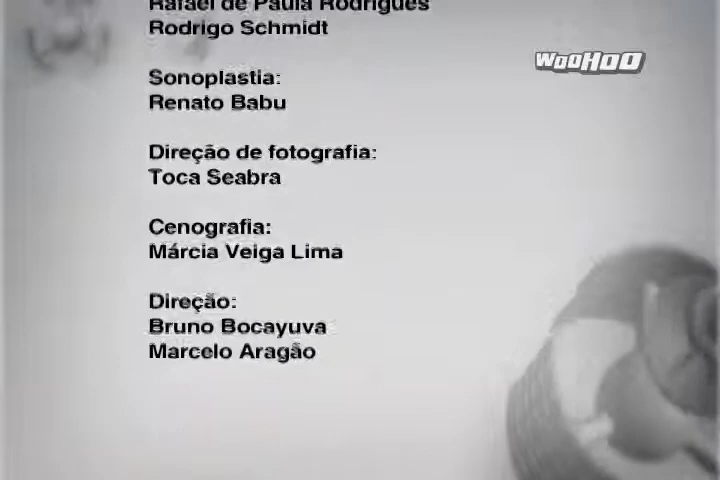 Rafael de Paula Rodrigues
Rodrigo Schmidt
WOOHOO
Sonoplastia:
Renato Babu
Direção de fotografia:
Toca Seabra
Cenografia:
Márcia Veiga Lima
Direção:
Bruno Bocayuva
Marcelo Aragão